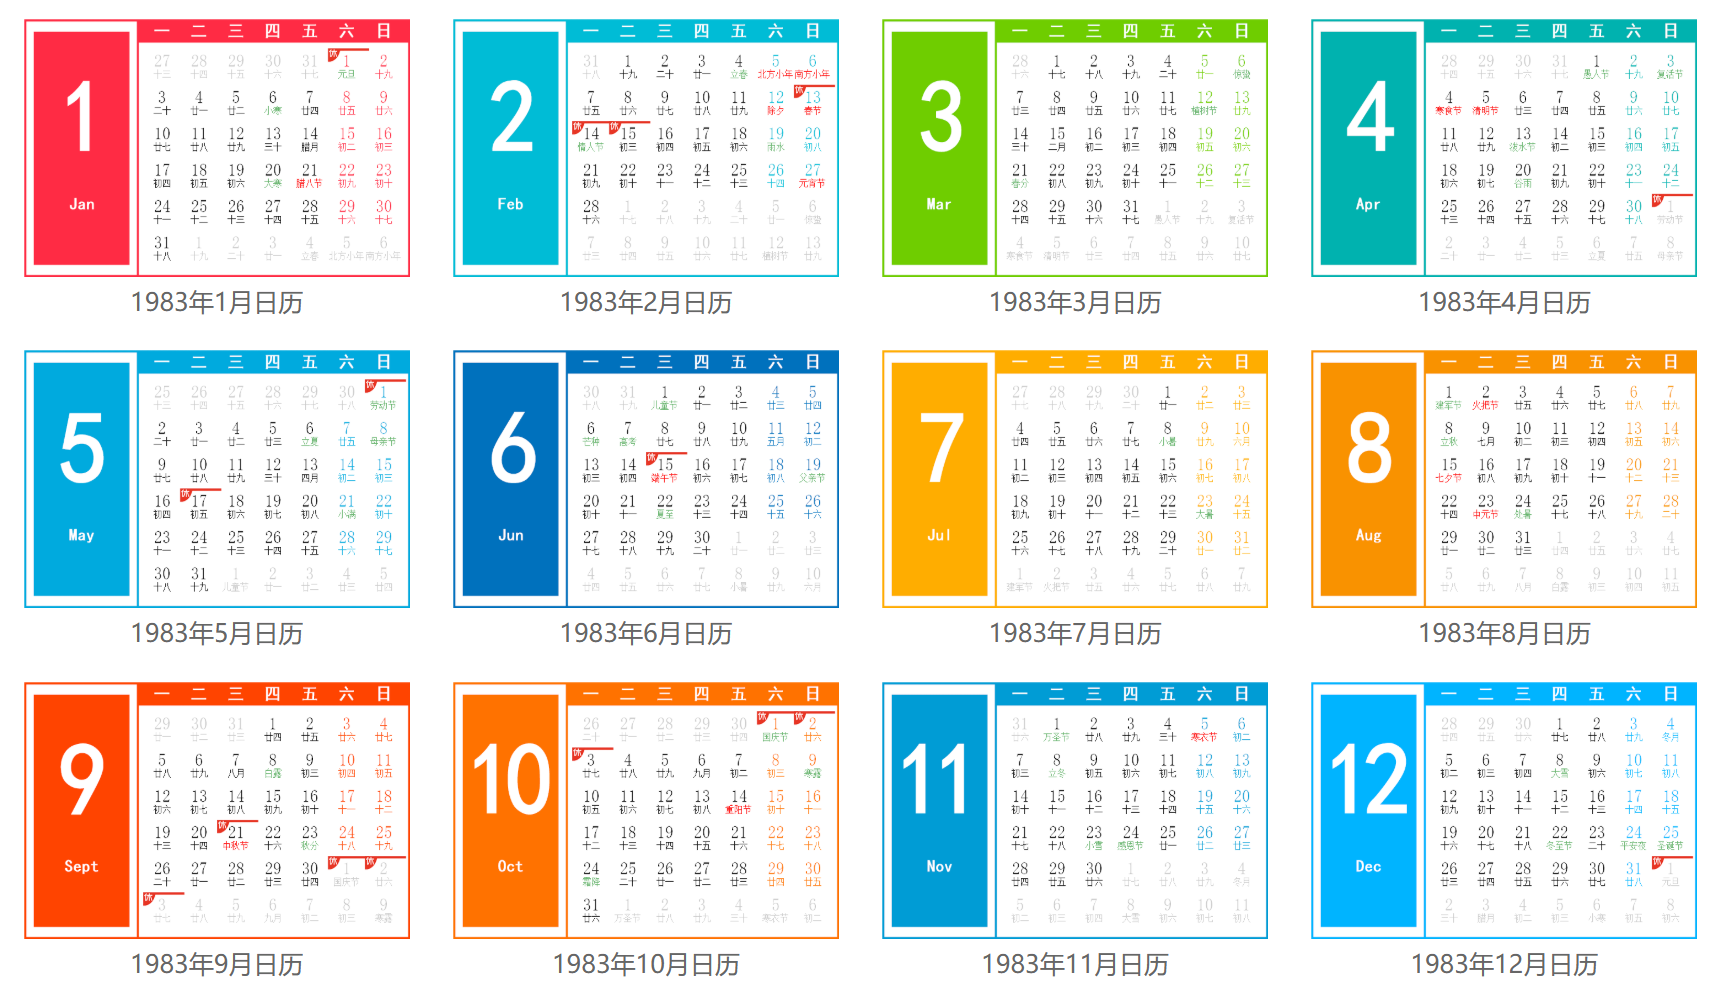 一 二 三 四 五 六 日
1
Jan
27 28 29 30 31 休 1 2
十三 十四 十五 十六 十七 元旦 十九
3 4 5 6 7 8 9
二十 廿一 廿二 小寒 廿四 廿五 廿六
10 11 12 13 14 15 16
廿七 廿八 廿九 三十 腊月 初二 初三
17 18 19 20 21 22 23
初四 初五 初六 大寒 腊八节 初九 初十
24 25 26 27 28 29 30
十一 十二 十三 十四 十五 十六 十七
31 1 2 3 4 5 6
十八 十九 二十 廿一 立春 北方小年 南方小年
1983年1月日历
一 二 三 四 五 六 日
2
Feb
31 1 2 3 4 5 6
十八 十九 二十 廿一 立春 北方小年 南方小年
7 8 9 10 11 12 休 13
廿五 廿六 廿七 廿八 廿九 除夕 春节
休 14 休 15 16 17 18 19 20
情人节 初三 初四 初五 初六 雨水 初八
21 22 23 24 25 26 27
初九 初十 十一 十二 十三 十四 元宵节
28 1 2 3 4 5 6
十六 十七 十八 十九 二十 廿一 惊蛰
7 8 9 10 11 12 13
廿三 廿四 廿五 廿六 廿七 植树节 廿九
1983年2月日历
一 二 三 四 五 六 日
3
Mar
28 1 2 3 4 5 6
十六 十七 十八 十九 二十 廿一 惊蛰
7 8 9 10 11 12 13
廿三 廿四 廿五 廿六 廿七 植树节 廿九
14 15 16 17 18 19 20
三十 二月 初二 初三 初四 初五 初六
21 22 23 24 25 26 27
春分 初八 初九 初十 十一 十二 十三
28 29 30 31 1 2 3
十四 十五 十六 十七 愚人节 十九 复活节
4 5 6 7 8 9 10
寒食节 清明节 廿三 廿四 廿五 廿六 廿七
1983年3月日历
一 二 三 四 五 六 日
4
Apr
28 29 30 31 1 2 3
十四 十五 十六 十七 愚人节 十九 复活节
4 5 6 7 8 9 10
寒食节 清明节 廿三 廿四 廿五 廿六 廿七
11 12 13 14 15 16 17
廿八 廿九 泼水节 初二 初三 初四 初五
18 19 20 21 22 23 24
初六 初七 谷雨 初九 初十 十一 十二
25 26 27 28 29 30 休 1
十三 十四 十五 十六 十七 十八 劳动节
2 3 4 5 6 7 8
二十 廿一 廿二 廿三 立夏 廿五 母亲节
1983年4月日历
一 二 三 四 五 六 日
5
May
25 26 27 28 29 30 休 1
十三 十四 十五 十六 十七 十八 劳动节
2 3 4 5 6 7 8
二十 廿一 廿二 廿三 立夏 廿五 母亲节
9 10 11 12 13 14 15
廿七 廿八 廿九 三十 四月 初二 初三
16 休 17 18 19 20 21 22
初四 初五 初六 初七 初八 小满 初十
23 24 25 26 27 28 29
十一 十二 十三 十四 十五 十六 十七
30 31 1 2 3 4 5
十八 十九 儿童节 廿一 廿二 廿三 廿四
1983年5月日历
一 二 三 四 五 六 日
6
Jun
30 31 1 2 3 4 5
十八 十九 儿童节 廿一 廿二 廿三 廿四
6 7 8 9 10 11 12
芒种 高考 廿七 廿八 廿九 五月 初二
13 14 休 15 16 17 18 19
初三 初四 端午节 初六 初七 初八 父亲节
20 21 22 23 24 25 26
初十 十一 夏至 十三 十四 十五 十六
27 28 29 30 1 2 3
十七 十八 十九 二十 廿一 廿二 廿三
4 5 6 7 8 9 10
廿四 廿五 廿六 廿七 小暑 廿九 六月
1983年6月日历
一 二 三 四 五 六 日
7
Jul
27 28 29 30 1 2 3
十七 十八 十九 二十 廿一 廿二 廿三
4 5 6 7 8 9 10
廿四 廿五 廿六 廿七 小暑 廿九 六月
11 12 13 14 15 16 17
初二 初三 初四 初五 初六 初七 初八
18 19 20 21 22 23 24
初九 初十 十一 十二 十三 大暑 十五
25 26 27 28 29 30 31
十六 十七 十八 十九 二十 廿一 廿二
1 2 3 4 5 6 7
建军节 火把节 廿五 廿六 廿七 廿八 廿九
1983年7月日历
一 二 三 四 五 六 日
8
Aug
1 2 3 4 5 6 7
建军节 火把节 廿五 廿六 廿七 廿八 廿九
8 9 10 11 12 13 14
立秋 七月 初二 初三 初四 初五 初六
15 16 17 18 19 20 21
七夕节 初八 初九 初十 十一 十二 十三
22 23 24 25 26 27 28
十四 中元节 处暑 十七 十八 十九 二十
29 30 31 1 2 3 4
廿一 廿二 廿三 廿四 廿五 廿六 廿七
5 6 7 8 9 10 11
廿八 廿九 八月 白露 初三 初四 初五
1983年8月日历
一 二 三 四 五 六 日
9
Sept
29 30 31 1 2 3 4
廿一 廿二 廿三 廿四 廿五 廿六 廿七
5 6 7 8 9 10 11
廿八 廿九 八月 白露 初三 初四 初五
12 13 14 15 16 17 18
初六 初七 初八 初九 初十 十一 十二
19 20 休 21 22 23 24 25
十三 十四 中秋节 十六 秋分 十八 十九
26 27 28 29 30 休 1 休 2
二十 廿一 廿二 廿三 廿四 国庆节 廿六
休 3 4 5 6 7 8 9
廿七 廿八 廿九 九月 初二 初三 寒露
1983年9月日历
一 二 三 四 五 六 日
10
Oct
26 27 28 29 30 休 1 休 2
二十 廿一 廿二 廿三 廿四 国庆节 廿六
休 3 4 5 6 7 8 9
廿七 廿八 廿九 九月 初二 初三 寒露
10 11 12 13 14 15 16
初五 初六 初七 初八 重阳节 初十 十一
17 18 19 20 21 22 23
十二 十三 十四 十五 十六 十七 十八
24 25 26 27 28 29 30
霜降 二十 廿一 廿二 廿三 廿四 廿五
31 1 2 3 4 5 6
廿六 万圣节 廿八 廿九 三十 寒衣节 初二
1983年10月日历
一 二 三 四 五 六 日
11
Nov
31 1 2 3 4 5 6
廿六 万圣节 廿八 廿九 三十 寒衣节 初二
7 8 9 10 11 12 13
初三 立冬 初五 初六 初七 初八 初九
14 15 16 17 18 19 20
初十 十一 十二 十三 十四 十五 十六
21 22 23 24 25 26 27
十七 十八 小雪 感恩节 廿一 廿二 廿三
28 29 30 1 2 3 4
廿四 廿五 廿六 廿七 廿八 廿九 冬月
5 6 7 8 9 10 11
初二 初三 初四 大雪 初六 初七 初八
1983年11月日历
一 二 三 四 五 六 日
12
Dec
28 29 30 1 2 3 4
廿四 廿五 廿六 廿七 廿八 廿九 冬月
5 6 7 8 9 10 11
初二 初三 初四 大雪 初六 初七 初八
12 13 14 15 16 17 18
初九 初十 十一 十二 十三 十四 十五
19 20 21 22 23 24 25
十六 十七 十八 冬至节 二十 平安夜 圣诞节
26 27 28 29 30 31 休 1
廿三 廿四 廿五 廿六 廿七 廿八 元旦
2 3 4 5 6 7 8
三十 腊月 初二 初三 小寒 初五 初六
1983年12月日历